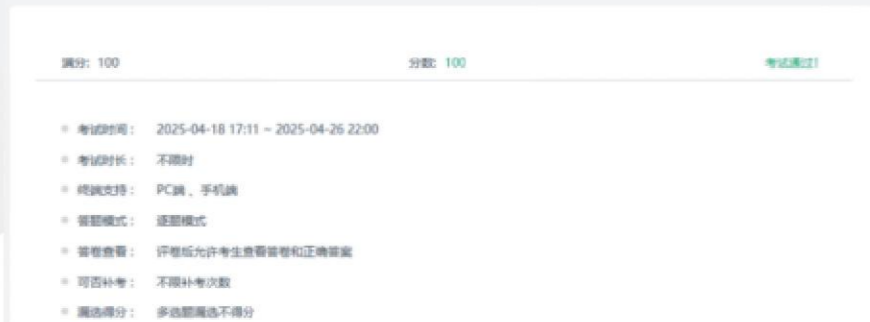 满分: 100 分数: 100 考试通过!
考试时间: 2025-04-18 17:11 ~ 2025-04-26 22:00
考试时长: 不限时
终端支持: PC端、手机端
答题模式: 逐题模式
答卷查看: 评卷后允许考生查看答卷和正确答案
可否补考: 不限补考次数
漏选得分: 多选题漏选不得分